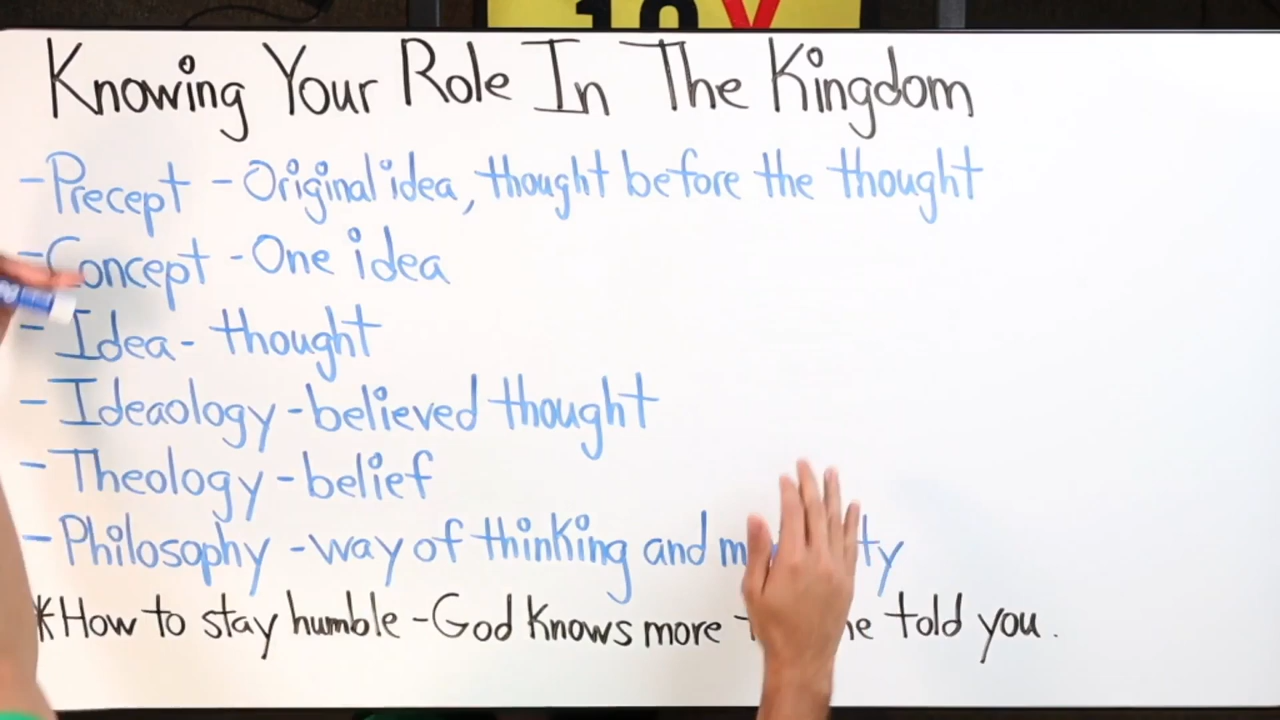 Knowing Your Role In The Kingdom
- Precept - Original idea, thought before the thought
- Concept - One idea
- Idea - thought
- Ideaology - believed thought
- Theology - belief
- Philosophy - way of thinking and
* How to stay humble - God knows more told you.